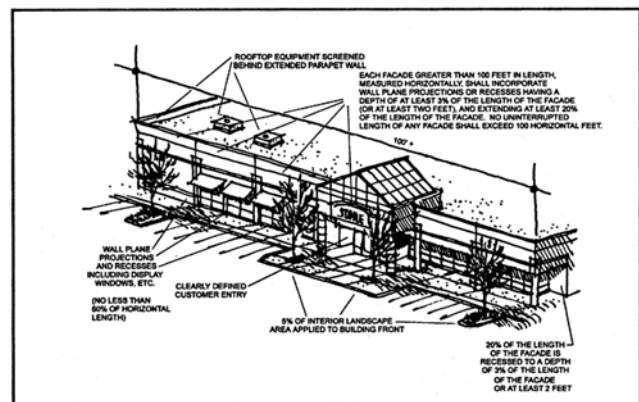 ROOFTOP EQUIPMENT SCREENED
BEHIND EXTENDED PARAPET WALL
EACH FACADE GREATER THAN 100 FEET IN LENGTH,
MEASURED HORIZONTALLY, SHALL INCORPORATE
WALL PLANE PROJECTIONS OR RECESSES HAVING A
DEPTH OF AT LEAST 3% OF THE LENGTH OF THE FACADE
(OR AT LEAST TWO FEET), AND EXTENDING AT LEAST 20%
OF THE LENGTH OF THE FACADE. NO UNINTERRUPTED
LENGTH OF ANY FACADE SHALL EXCEED 100 HORIZONTAL FEET.
100' +
WALL PLANE
PROJECTIONS
AND RECESSES
INCLUDING DISPLAY
WINDOWS, ETC.
(NO LESS THAN
60% OF HORIZONTAL
LENGTH)
CLEARLY DEFINED
CUSTOMER ENTRY
5% OF INTERIOR LANDSCAPE
AREA APPLIED TO BUILDING FRONT
20% OF THE LENGTH
OF THE FACADE IS
RECESSED TO A DEPTH
OF 3% OF THE LENGTH
OF THE FACADE
OR AT LEAST 2 FEET